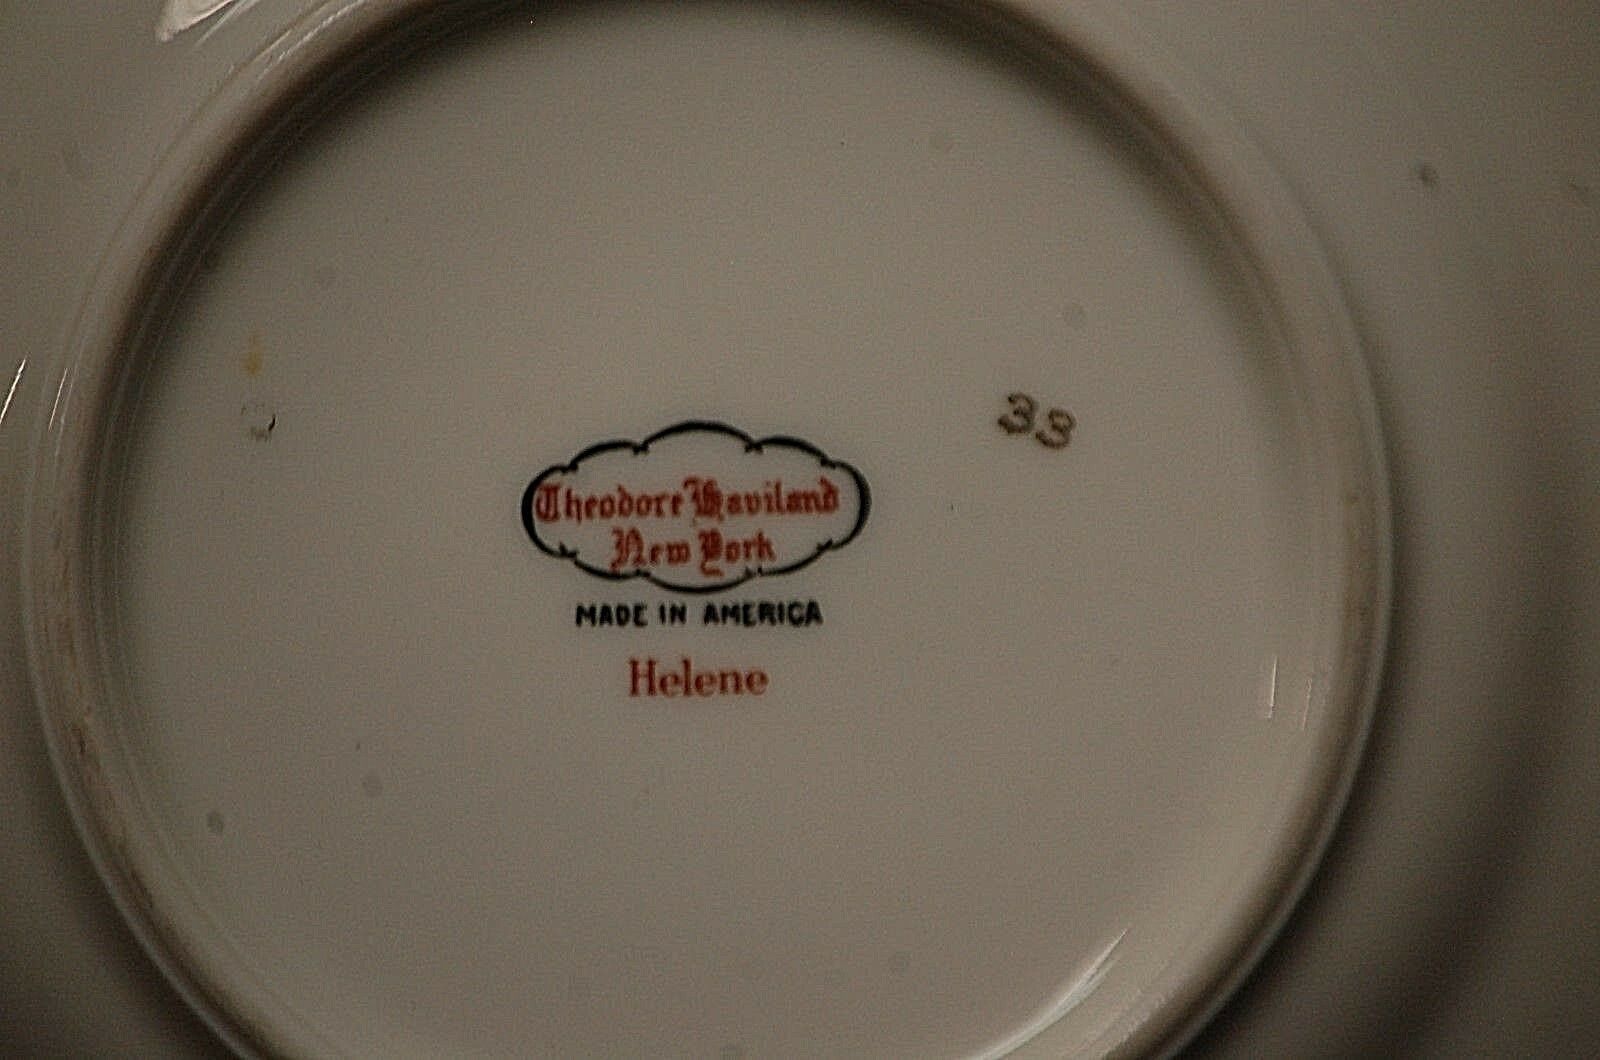 33
Theodore Haviland
New York
MADE IN AMERICA
Helene